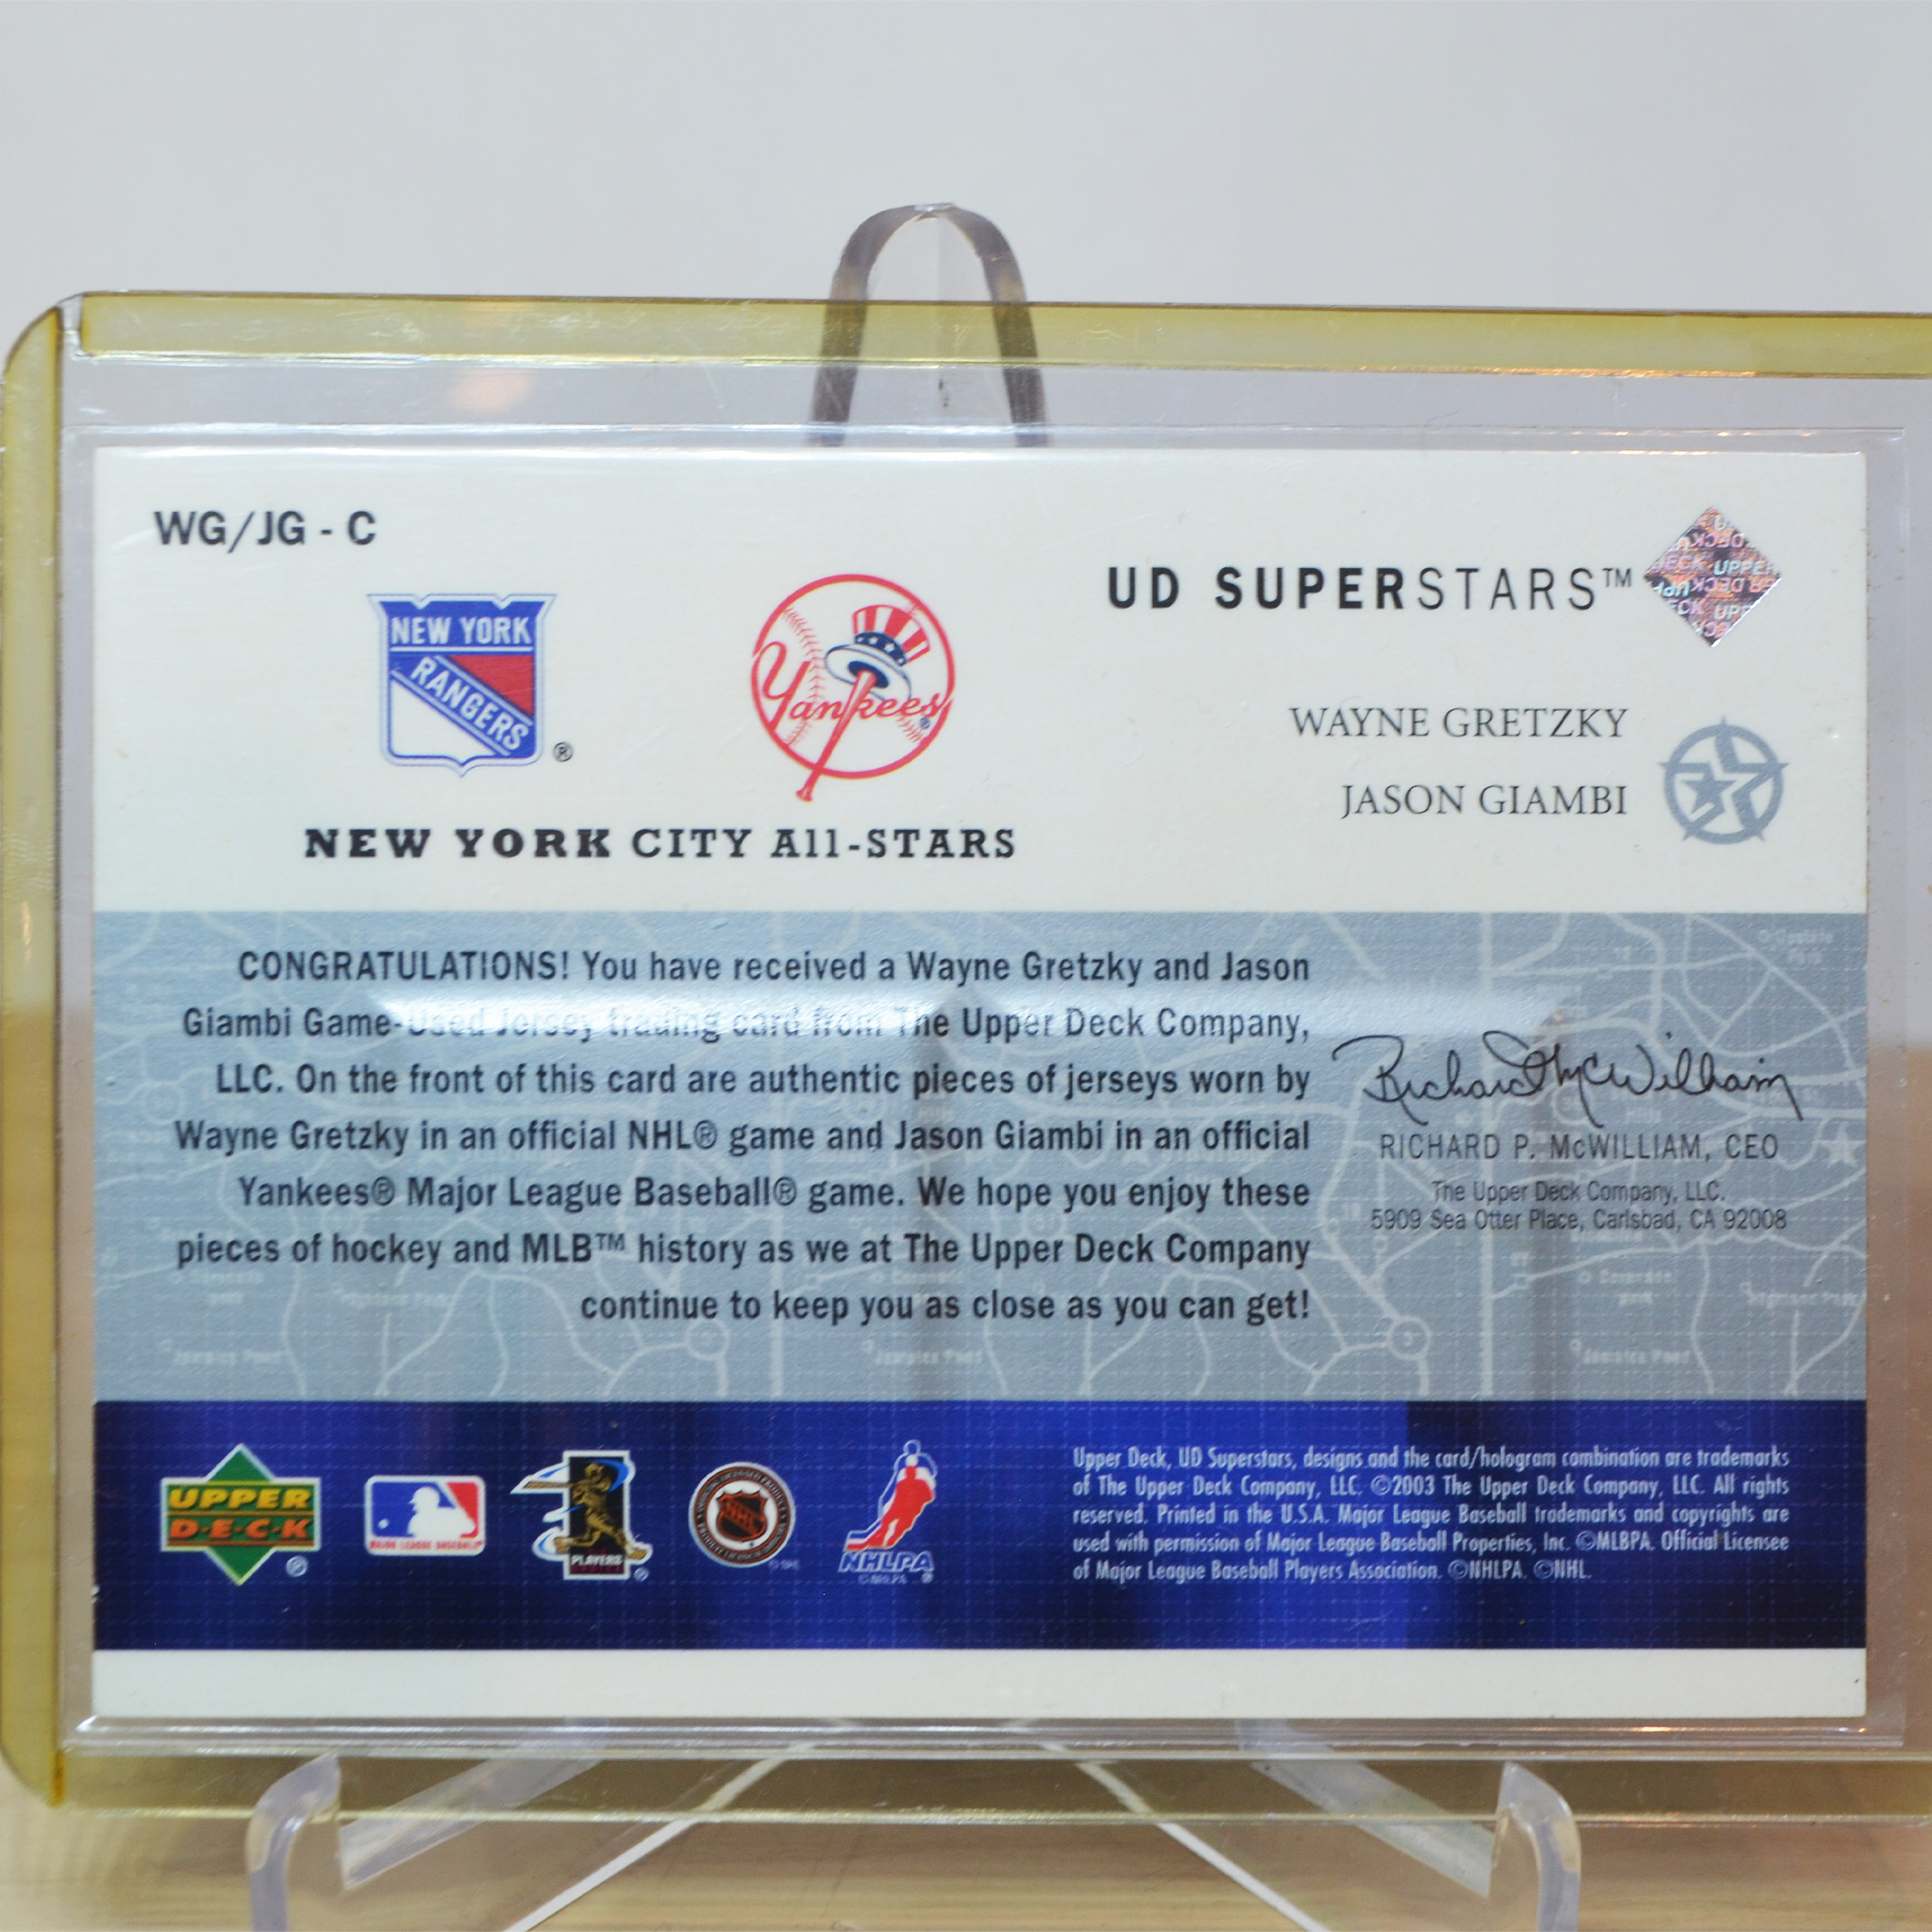 WG/JG - C
NEW YORK
RANGERS
®
Yankees®
UD SUPERSTARS™
WAYNE GRETZKY
JASON GIAMBI
NEW YORK CITY All-STARS
CONGRATULATIONS! You have received a Wayne Gretzky and Jason
Giambi Game-Used Jersey trading card from The Upper Deck Company,
LLC. On the front of this card are authentic pieces of jerseys worn by
Wayne Gretzky in an official NHL® game and Jason Giambi in an official
Yankees® Major League Baseball® game. We hope you enjoy these
pieces of hockey and MLB™ history as we at The Upper Deck Company
continue to keep you as close as you can get!
Richard McWilliam
RICHARD P. McWILLIAM, CEO
The Upper Deck Company, LLC.
5909 Sea Otter Place, Carlsbad, CA 92008
UPPER
D·E·C·K
®
MAJOR LEAGUE BASEBALL
PLAYERS
®
NHL
NHLPA
®
Upper Deck, UD Superstars, designs and the card/hologram combination are trademarks
of The Upper Deck Company, LLC. ©2003 The Upper Deck Company, LLC. All rights
reserved. Printed in the U.S.A. Major League Baseball trademarks and copyrights are
used with permission of Major League Baseball Properties, Inc. ©MLBPA. Official Licensee
of Major League Baseball Players Association. ©NHLPA. ©NHL.